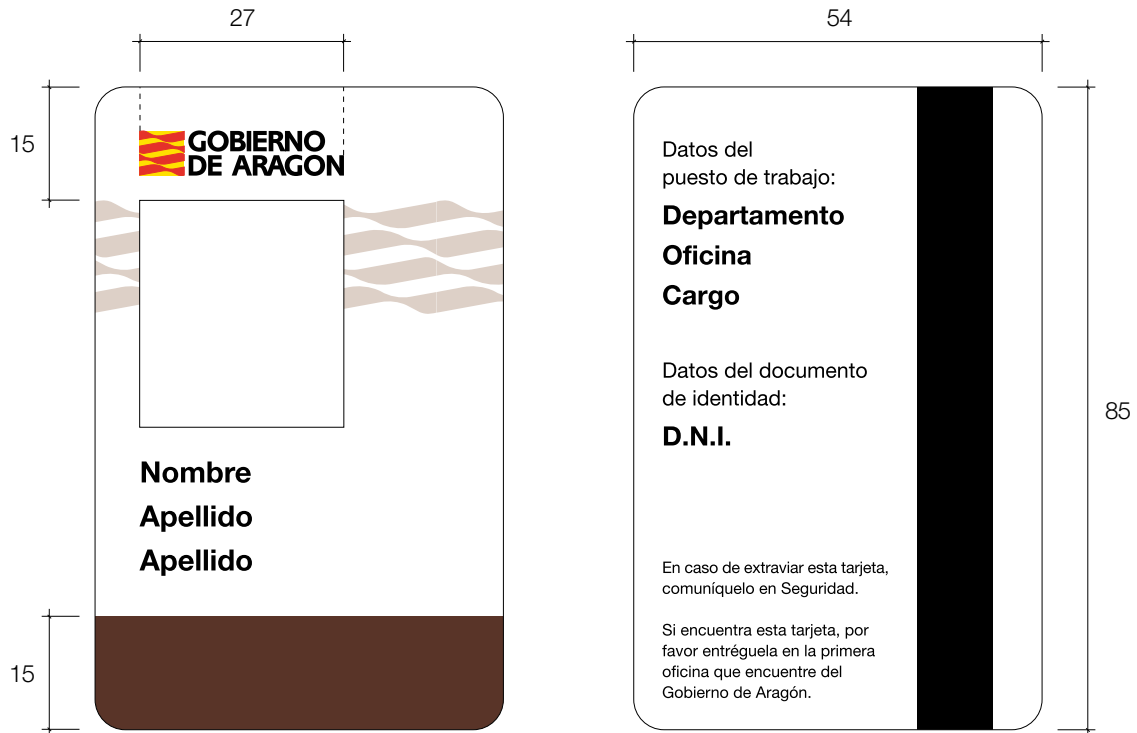 27
15
GOBIERNO
DE ARAGON
Nombre
Apellido
Apellido
15
54
Datos del
puesto de trabajo:
Departamento
Oficina
Cargo
Datos del documento
de identidad:
D.N.I.
En caso de extraviar esta tarjeta,
comuníquelo en Seguridad.
Si encuentra esta tarjeta, por
favor entréguela en la primera
oficina que encuentre del
Gobierno de Aragón.
85